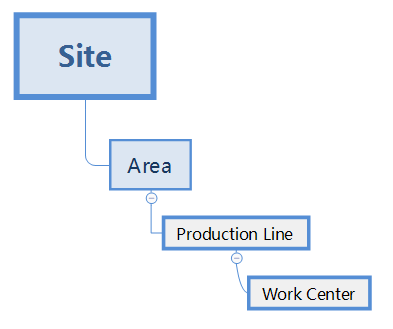 Site
Area
Production Line
Work Center